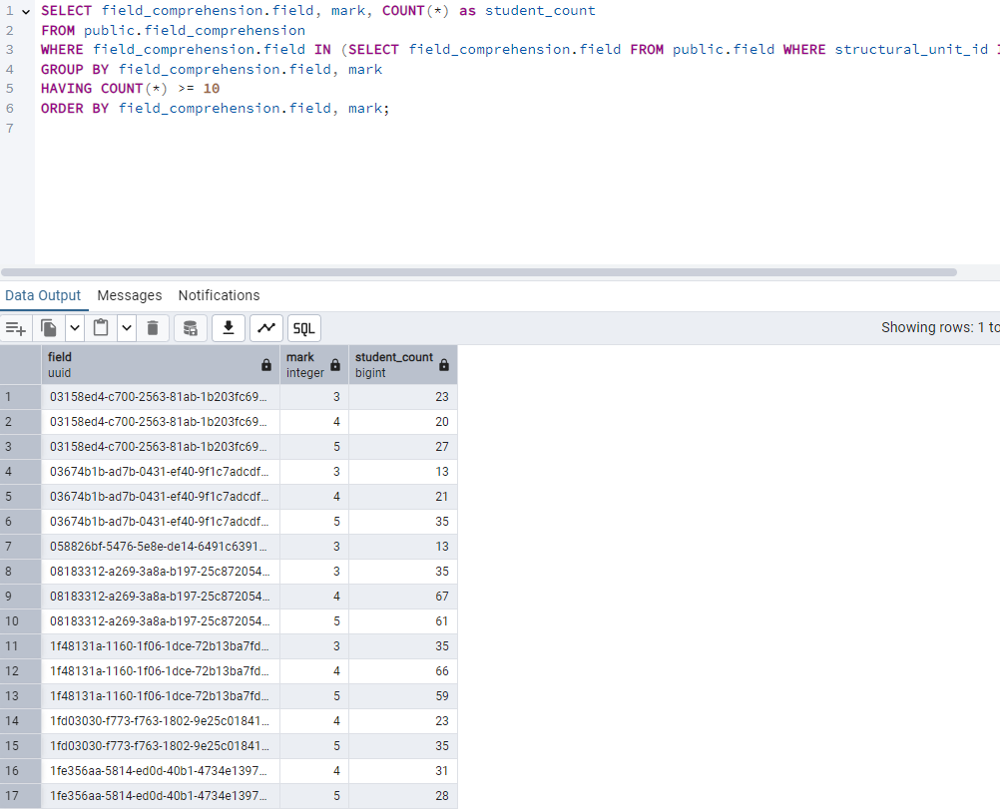 1 SELECT field_comprehension.field, mark, COUNT(*) as student_count
2 FROM public.field_comprehension
3 WHERE field_comprehension.field IN (SELECT field_comprehension.field FROM public.field WHERE structural_unit_id
4 GROUP BY field_comprehension.field, mark
5 HAVING COUNT(*) >= 10
6 ORDER BY field_comprehension.field, mark;
7
Data Output Messages Notifications
SQL Showing rows: 1 to
field mark student_count
uuid integer bigint
1 03158ed4-c700-2563-81ab-1b203fc69... 3 23
2 03158ed4-c700-2563-81ab-1b203fc69... 4 20
3 03158ed4-c700-2563-81ab-1b203fc69... 5 27
4 03674b1b-ad7b-0431-ef40-9f1c7adcdf... 3 13
5 03674b1b-ad7b-0431-ef40-9f1c7adcdf... 4 21
6 03674b1b-ad7b-0431-ef40-9f1c7adcdf... 5 35
7 058826bf-5476-5e8e-de14-6491c6391... 3 13
8 08183312-a269-3a8a-b197-25c872054... 3 35
9 08183312-a269-3a8a-b197-25c872054... 4 67
10 08183312-a269-3a8a-b197-25c872054... 5 61
11 1f48131a-1160-1f06-1dce-72b13ba7fd... 3 35
12 1f48131a-1160-1f06-1dce-72b13ba7fd... 4 66
13 1f48131a-1160-1f06-1dce-72b13ba7fd... 5 59
14 1fd03030-f773-f763-1802-9e25c01841... 4 23
15 1fd03030-f773-f763-1802-9e25c01841... 5 35
16 1fe356aa-5814-ed0d-40b1-4734e1397... 4 31
17 1fe356aa-5814-ed0d-40b1-4734e1397... 5 28